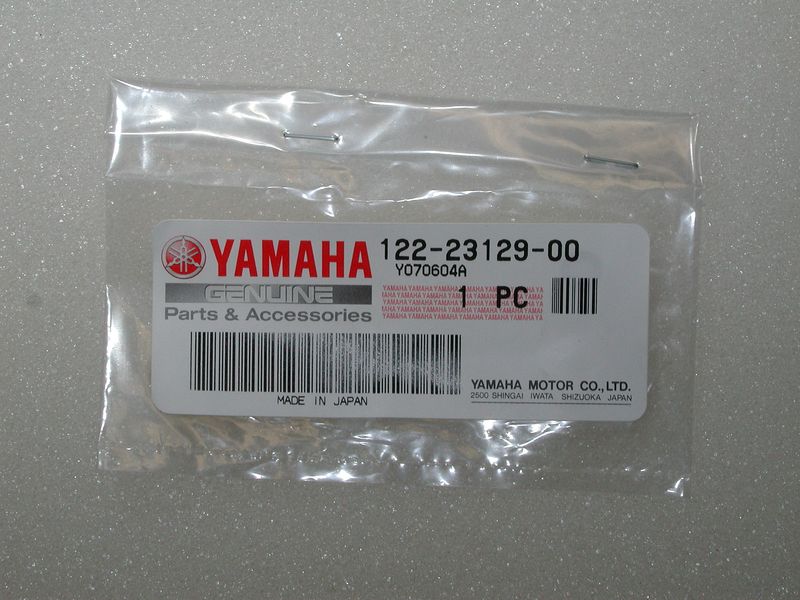 YAMAHA 122-23129-00
Y070604A
GENUINE
Parts & Accessories
1 PC
YAMAHAYAMAHAYAMAHAYAMAHAYAMAHAYA
MADE IN JAPAN
YAMAHA MOTOR CO.,LTD.
2500 SHINGAI IWATA SHIZUOKA JAPAN